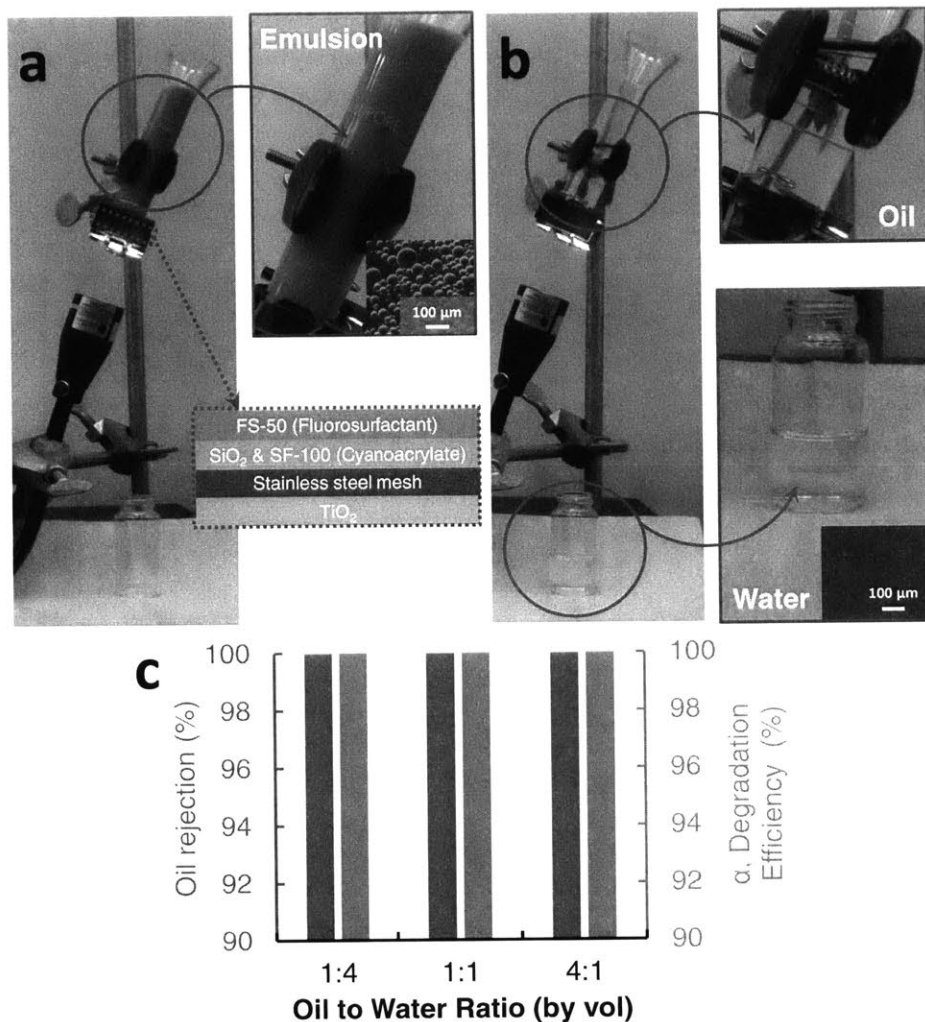 a
Emulsion
100 μm
FS-50 (Fluorosurfactant)
SiO₂ & SF-100 (Cyanoacrylate)
Stainless steel mesh
TiO₂
b
Oil
Water
100 μm
c
Oil rejection (%)
100
98
96
94
92
90
1:4
1:1
4:1
Oil to Water Ratio (by vol)
100
98
96
94
92
90
α, Degradation
Efficiency (%)